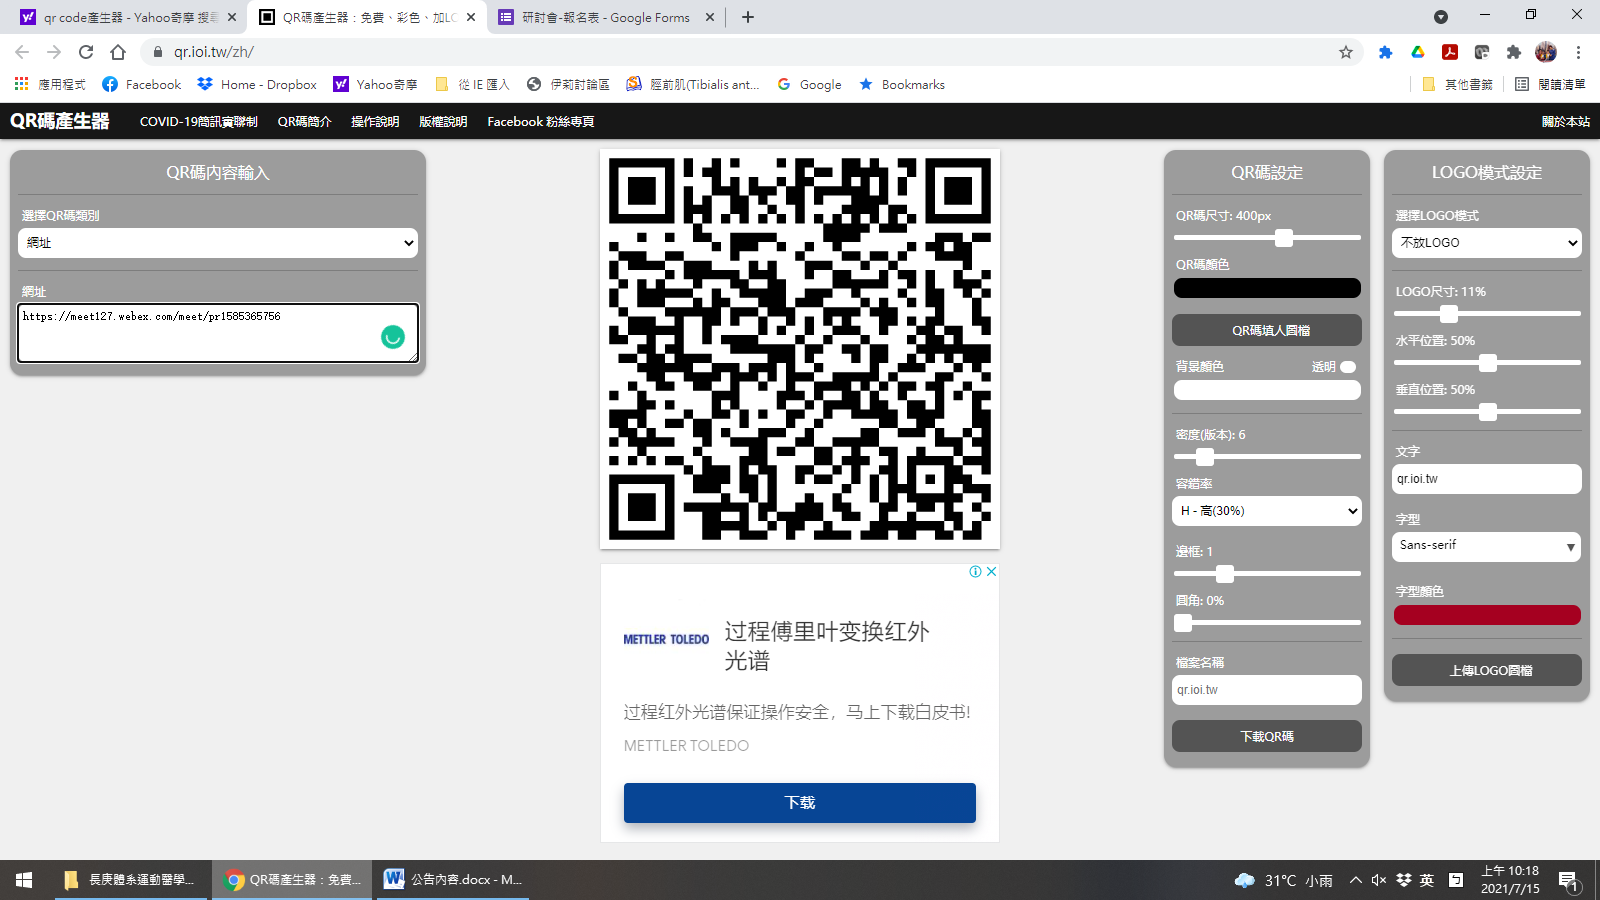 qr code產生器 - Yahoo奇摩 搜尋
QR碼產生器：免費、彩色、加LO
研討會-報名表 - Google Forms
qr.ioi.tw/zh/
應用程式
Facebook
Home - Dropbox
Yahoo奇摩
從 IE 匯入
伊莉討論區
脛前肌(Tibialis ant...
Google
Bookmarks
其他書籤
閱讀清單
QR碼產生器
COVID-19簡訊實聯制
QR碼簡介
操作說明
版權說明
Facebook 粉絲專頁
關於本站
QR碼內容輸入
選擇QR碼類別
網址
網址
https://meet127.webex.com/meet/pr1585365756
METTLER TOLEDO
过程傅里叶变换红外
光谱
过程红外光谱保证操作安全，马上下载白皮书!
METTLER TOLEDO
下载
QR碼設定
QR碼尺寸: 400px
QR碼顏色
QR碼填入圖檔
背景顏色
透明
密度(版本): 6
容錯率
H - 高(30%)
邊框: 1
圓角: 0%
檔案名稱
qr.ioi.tw
下載QR碼
LOGO模式設定
選擇LOGO模式
不放LOGO
LOGO尺寸: 11%
水平位置: 50%
垂直位置: 50%
文字
qr.ioi.tw
字型
Sans-serif
字型顏色
上傳LOGO圖檔
長庚體系運動醫學...
QR碼產生器：免費...
公告內容.docx - M...
31°C 小雨
英
上午 10:18
2021/7/15
1